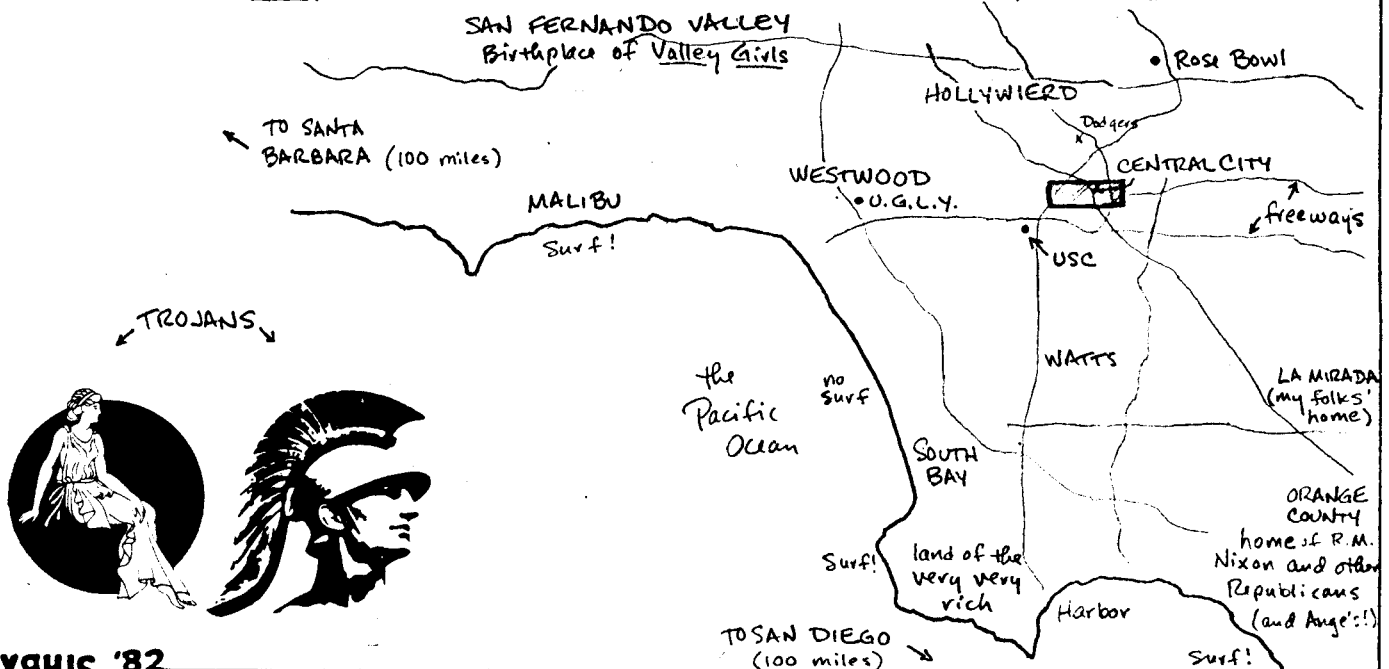 SAN FERNANDO VALLEY
Birthplace of Valley Girls
Rose Bowl
HOLLYWIERD
Dodgers
TO SANTA
BARBARA (100 miles)
CENTRAL CITY
WESTWOOD
U.G.L.Y.
freeways
MALIBU
Surf!
USC
TROJANS
WATTS
the
Pacific
Ocean
no
surf
LA MIRADA
(my folks'
home)
SOUTH
BAY
ORANGE
COUNTY
home of R.M.
Nixon and other
Republicans
(and Ange's!)
Surf!
land of the
very very
rich
Harbor
TO SAN DIEGO
(100 miles)
Surf!
'82